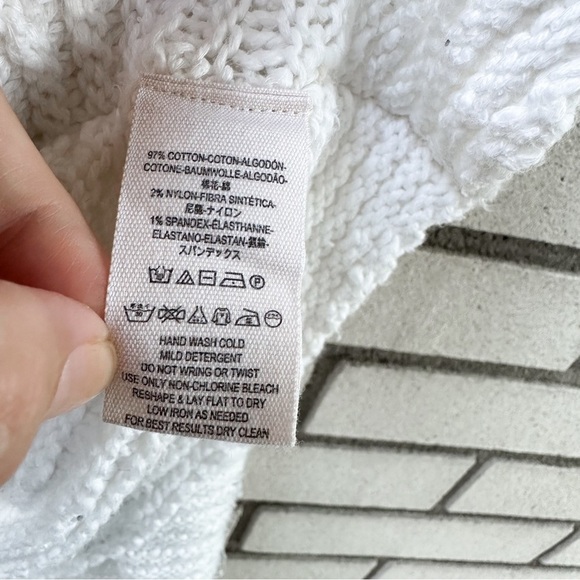 97% COTTON-COTON-ALGODÓN-
COTONE-BAUMWOLLE-ALGODÃO-
棉花-綿
2% NYLON-FIBRA SINTÉTICA-
尼龍-ナイロン
1% SPANDEX-ÉLASTHANNE-
ELASTANO-ELASTAN-氨綸-
スパンデックス
HAND WASH COLD
MILD DETERGENT
DO NOT WRING OR TWIST
USE ONLY NON-CHLORINE BLEACH
RESHAPE & LAY FLAT TO DRY
LOW IRON AS NEEDED
FOR BEST RESULTS DRY CLEAN